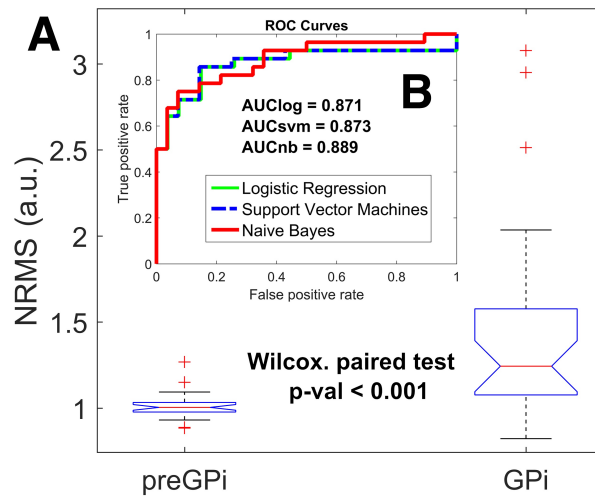 A
ROC Curves
B
True positive rate
1
0.8
0.6
0.4
0.2
0
AUClog = 0.871
AUCsvm = 0.873
AUCnb = 0.889
Logistic Regression
Support Vector Machines
Naive Bayes
0 0.2 0.4 0.6 0.8 1
False positive rate
NRMS (a.u.)
3
2.5
2
1.5
1
Wilcox. paired test
p-val < 0.001
preGPi GPi